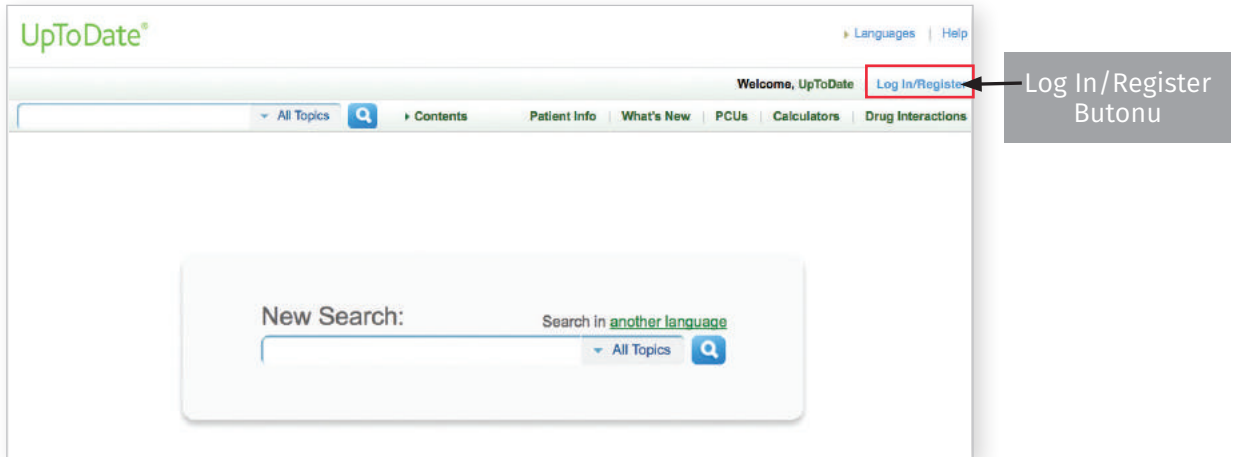 UpToDate®
Languages | Help
Welcome, UpToDate Log In/Register
All Topics Contents Patient Info | What's New | PCUs | Calculators | Drug Interactions
Log In/Register
Butonu
New Search:
Search in another language
All Topics